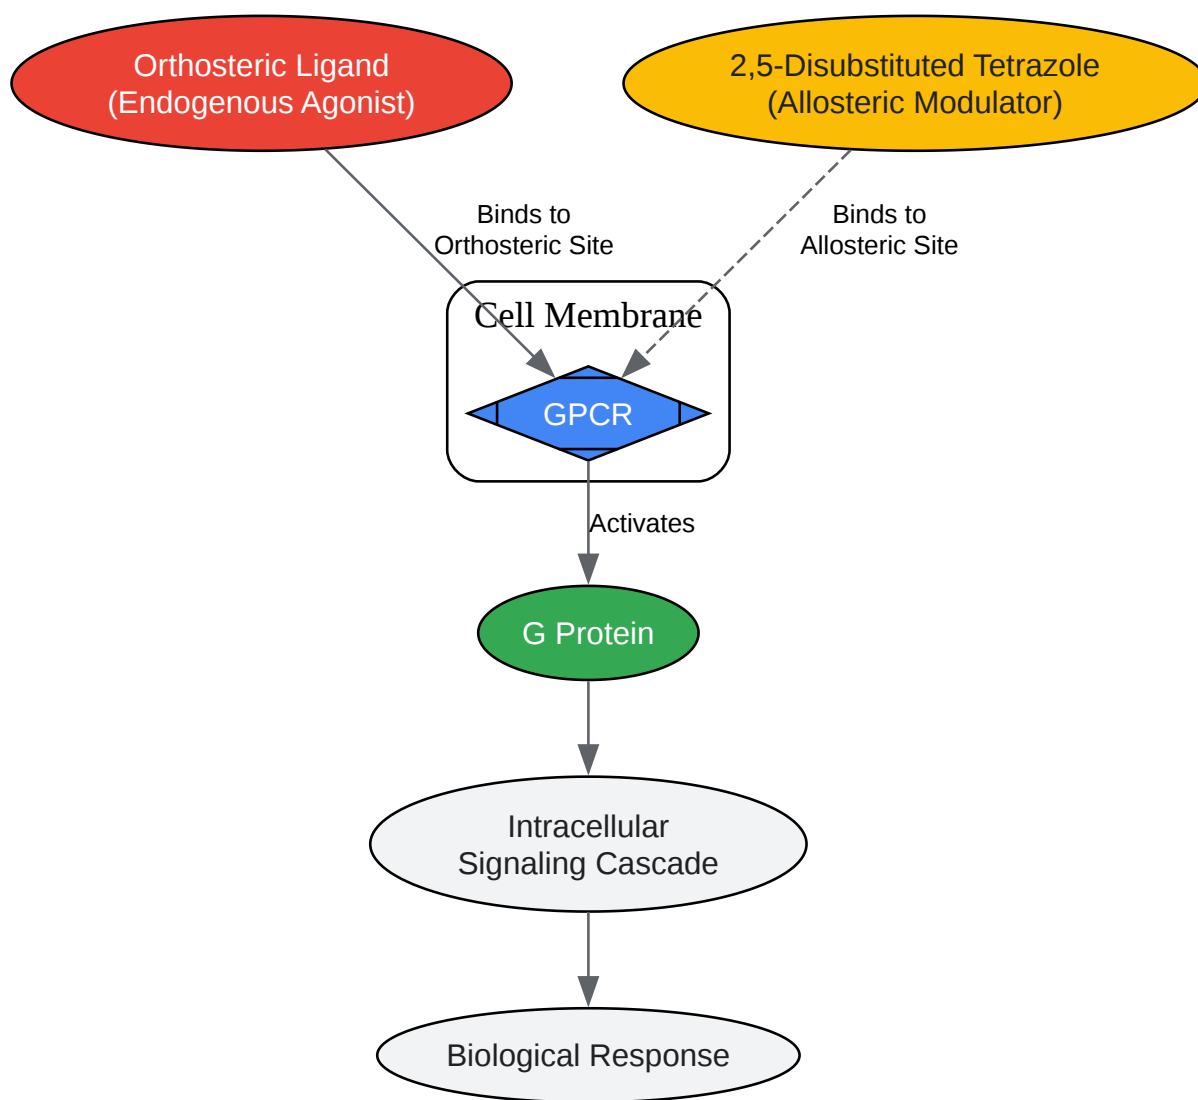 Orthosteric Ligand
(Endogenous Agonist)
2,5-Disubstituted Tetrazole
(Allosteric Modulator)
Binds to
Orthosteric Site
Binds to
Allosteric Site
Cell Membrane
GPCR
Activates
G Protein
Intracellular
Signaling Cascade
Biological Response